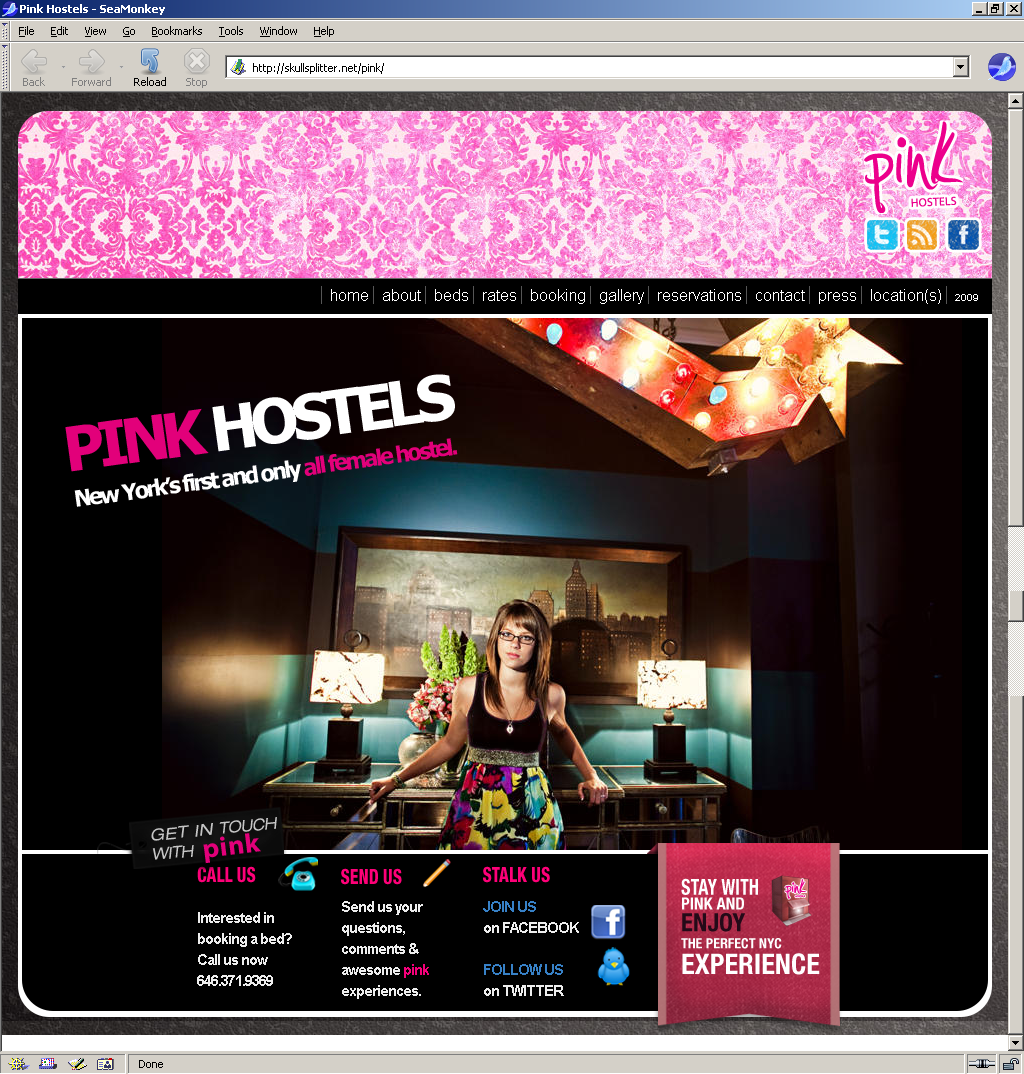 Pink Hostels - SeaMonkey
File Edit View Go Bookmarks Tools Window Help
Back Forward Reload Stop
http://skullsplitter.net/pink/
pink
HOSTELS
home about beds rates booking gallery reservations contact press location(s) 2009
PINK HOSTELS
New York's first and only all female hostel.
GET IN TOUCH
WITH pink
CALL US
Interested in
booking a bed?
Call us now
646.371.9369
SEND US
Send us your
questions,
comments &
awesome pink
experiences.
STALK US
JOIN US
on FACEBOOK
FOLLOW US
on TWITTER
STAY WITH
PINK AND
ENJOY
THE PERFECT NYC
EXPERIENCE
pink
Done